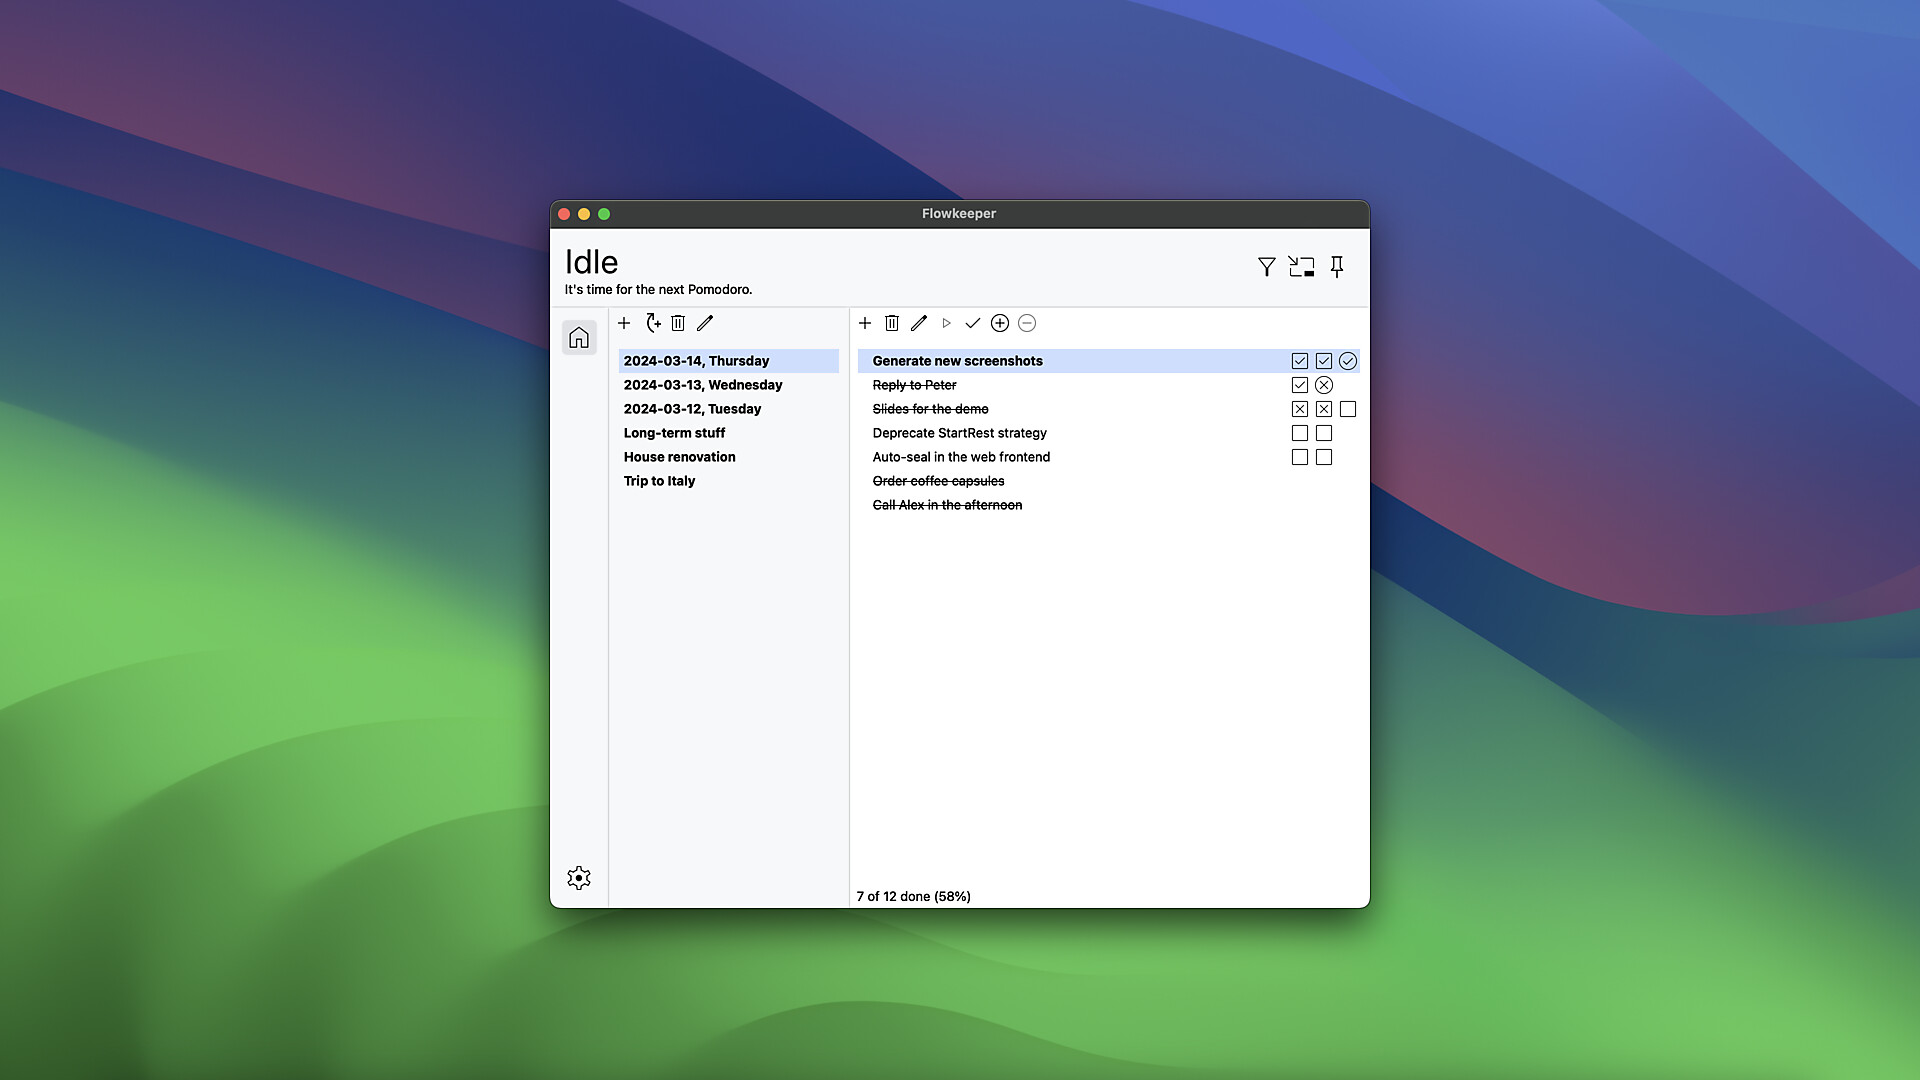 Flowkeeper
Idle
It's time for the next Pomodoro.
2024-03-14, Thursday
2024-03-13, Wednesday
2024-03-12, Tuesday
Long-term stuff
House renovation
Trip to Italy
Generate new screenshots
Reply to Peter
Slides for the demo
Deprecate StartRest strategy
Auto-seal in the web frontend
Order coffee capsules
Call Alex in the afternoon
7 of 12 done (58%)